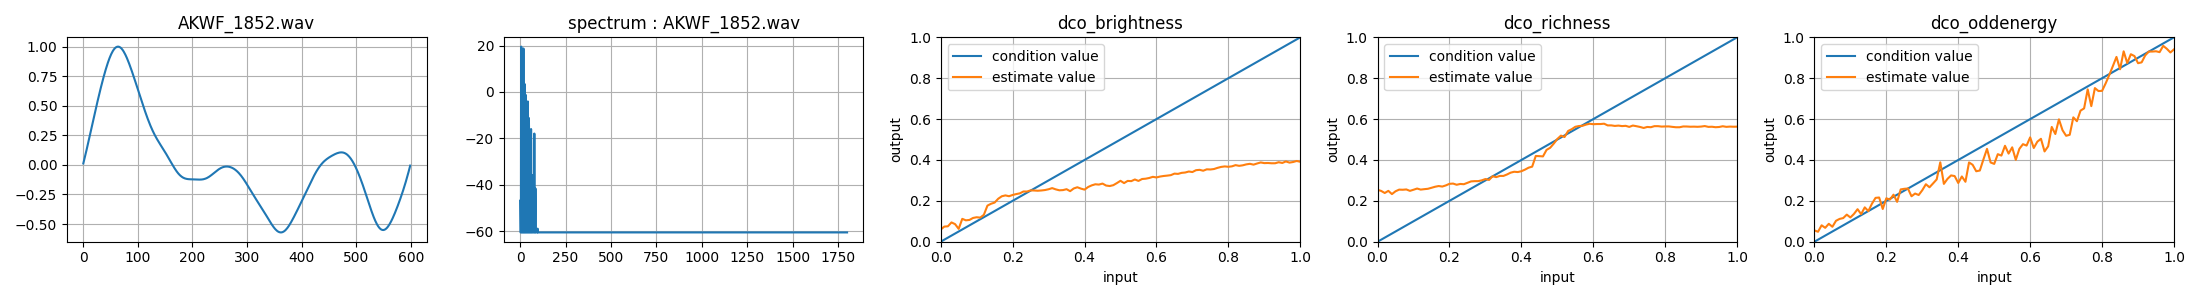 AKWF_1852.wav
1.00
0.75
0.50
0.25
0.00
−0.25
−0.50
0 100 200 300 400 500 600
spectrum : AKWF_1852.wav
20
0
−20
−40
−60
0 250 500 750 1000 1250 1500 1750
dco_brightness
condition value
estimate value
output
1.0
0.8
0.6
0.4
0.2
0.0
0.0 0.2 0.4 0.6 0.8 1.0
input
dco_richness
condition value
estimate value
output
1.0
0.8
0.6
0.4
0.2
0.0
0.0 0.2 0.4 0.6 0.8 1.0
input
dco_oddenergy
condition value
estimate value
output
1.0
0.8
0.6
0.4
0.2
0.0
0.0 0.2 0.4 0.6 0.8 1.0
input